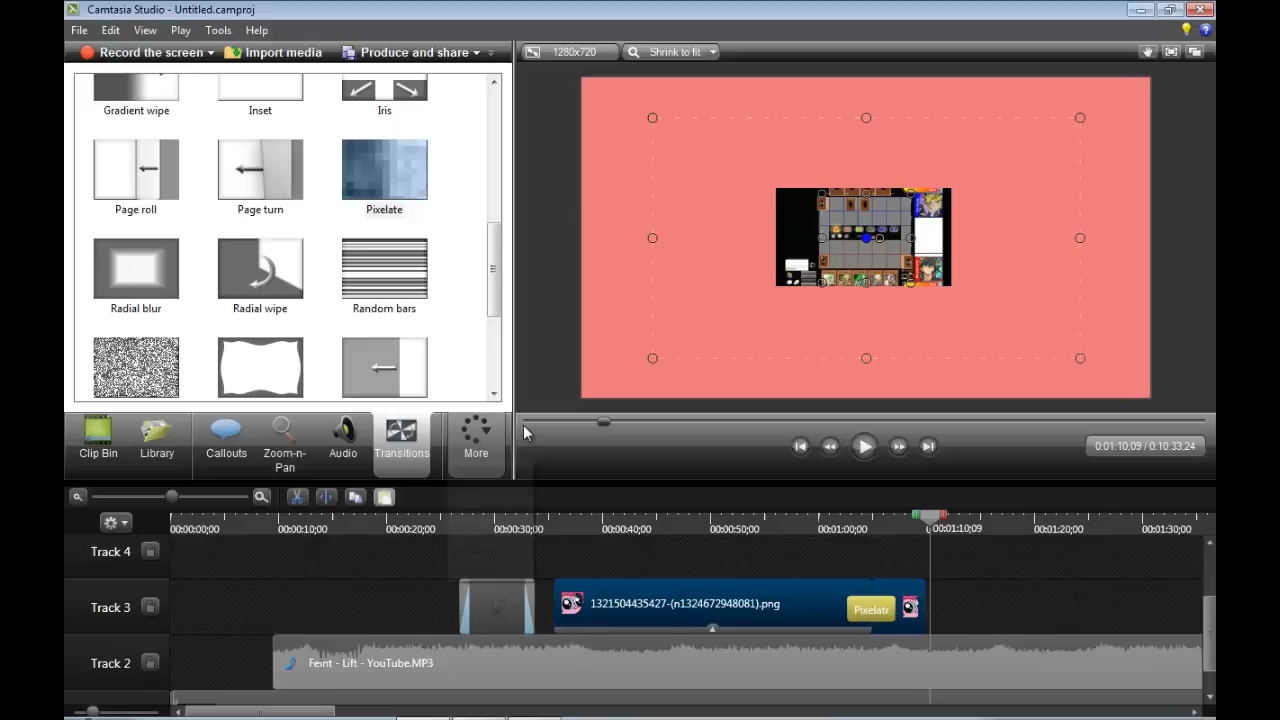 Camtasia Studio - Untitled.camproj
File Edit View Play Tools Help
Record the screen Import media Produce and share
1280x720 Shrink to fit
Gradient wipe Inset Iris
Page roll Page turn Pixelate
Radial blur Radial wipe Random bars
Clip Bin Library Callouts Zoom-n-Pan Audio Transitions More
0:01:10;09 / 0:10:33;24
00:00:00;00 00:00:10;00 00:00:20;00 00:00:30;00 00:00:40;00 00:00:50;00 00:01:00;00 00:01:10;09 00:01:20;00 00:01:30;00
Track 4
Track 3 1321504435427-(n1324672948081).png Pixelate
Track 2 Feint - Lift - YouTube.MP3